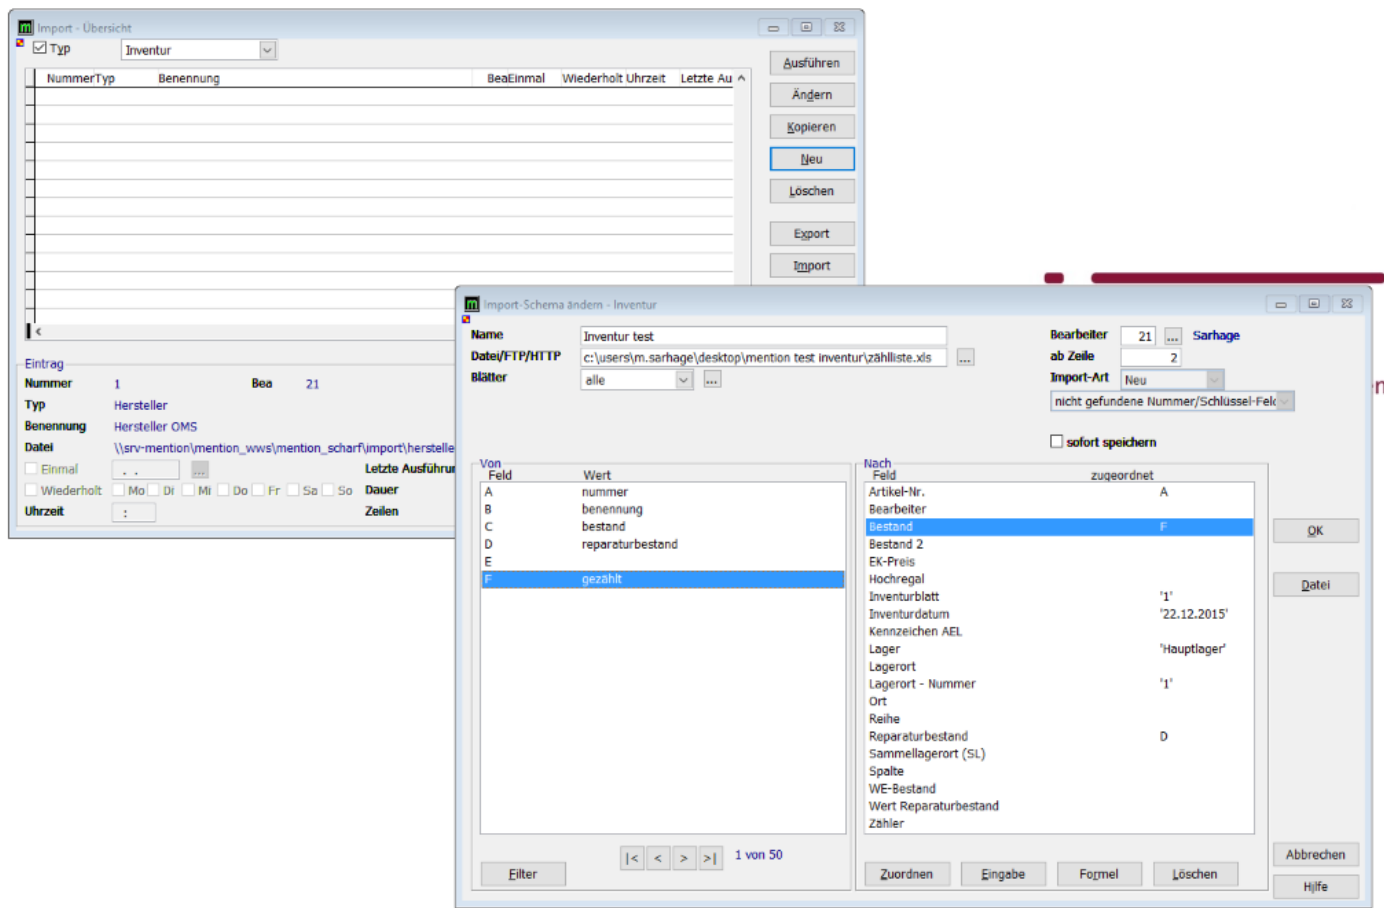 Import - Übersicht
Typ Inventur
Nummer Typ Benennung Bea Einmal Wiederholt Uhrzeit Letzte Au
Ausführen
Ändern
Kopieren
Neu
Löschen
Export
Import
Eintrag
Nummer 1 Bea 21
Typ Hersteller
Benennung Hersteller OMS
Datei \\srv-mention\mention_wws\mention_scharf\import\herstelle
Einmal . . ... Letzte Ausführun
Wiederholt Mo Di Mi Do Fr Sa So Dauer
Uhrzeit : Zeilen
Import-Schema ändern - Inventur
Name Inventur test Bearbeiter 21 ... Sarhage
Datei/FTP/HTTP c:\users\m.sarhage\desktop\mention test inventur\zählliste.xls ... ab Zeile 2
Blätter alle ... Import-Art Neu
nicht gefundene Nummer/Schlüssel-Feld
sofort speichern
Von
Feld Wert
A nummer
B benennung
C bestand
D reparaturbestand
E
F gezählt
|< < > >| 1 von 50
Filter
Nach
Feld zugeordnet
Artikel-Nr. A
Bearbeiter
Bestand F
Bestand 2
EK-Preis
Hochregal
Inventurblatt '1'
Inventurdatum '22.12.2015'
Kennzeichen AEL
Lager 'Hauptlager'
Lagerort
Lagerort - Nummer '1'
Ort
Reihe
Reparaturbestand D
Sammellagerort (SL)
Spalte
WE-Bestand
Wert Reparaturbestand
Zähler
Zuordnen Eingabe Formel Löschen
OK
Datei
Abbrechen
Hilfe